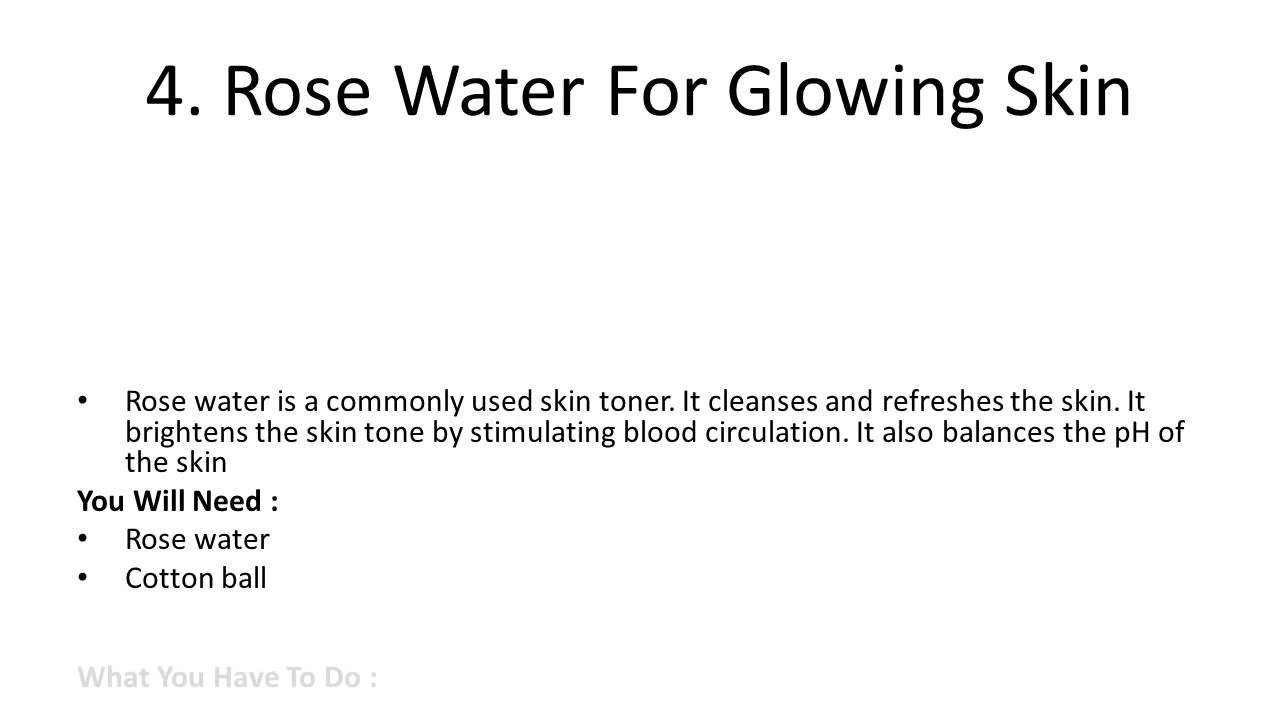 4. Rose Water For Glowing Skin
• Rose water is a commonly used skin toner. It cleanses and refreshes the skin. It
brightens the skin tone by stimulating blood circulation. It also balances the pH of
the skin
You Will Need :
• Rose water
• Cotton ball
What You Have To Do :